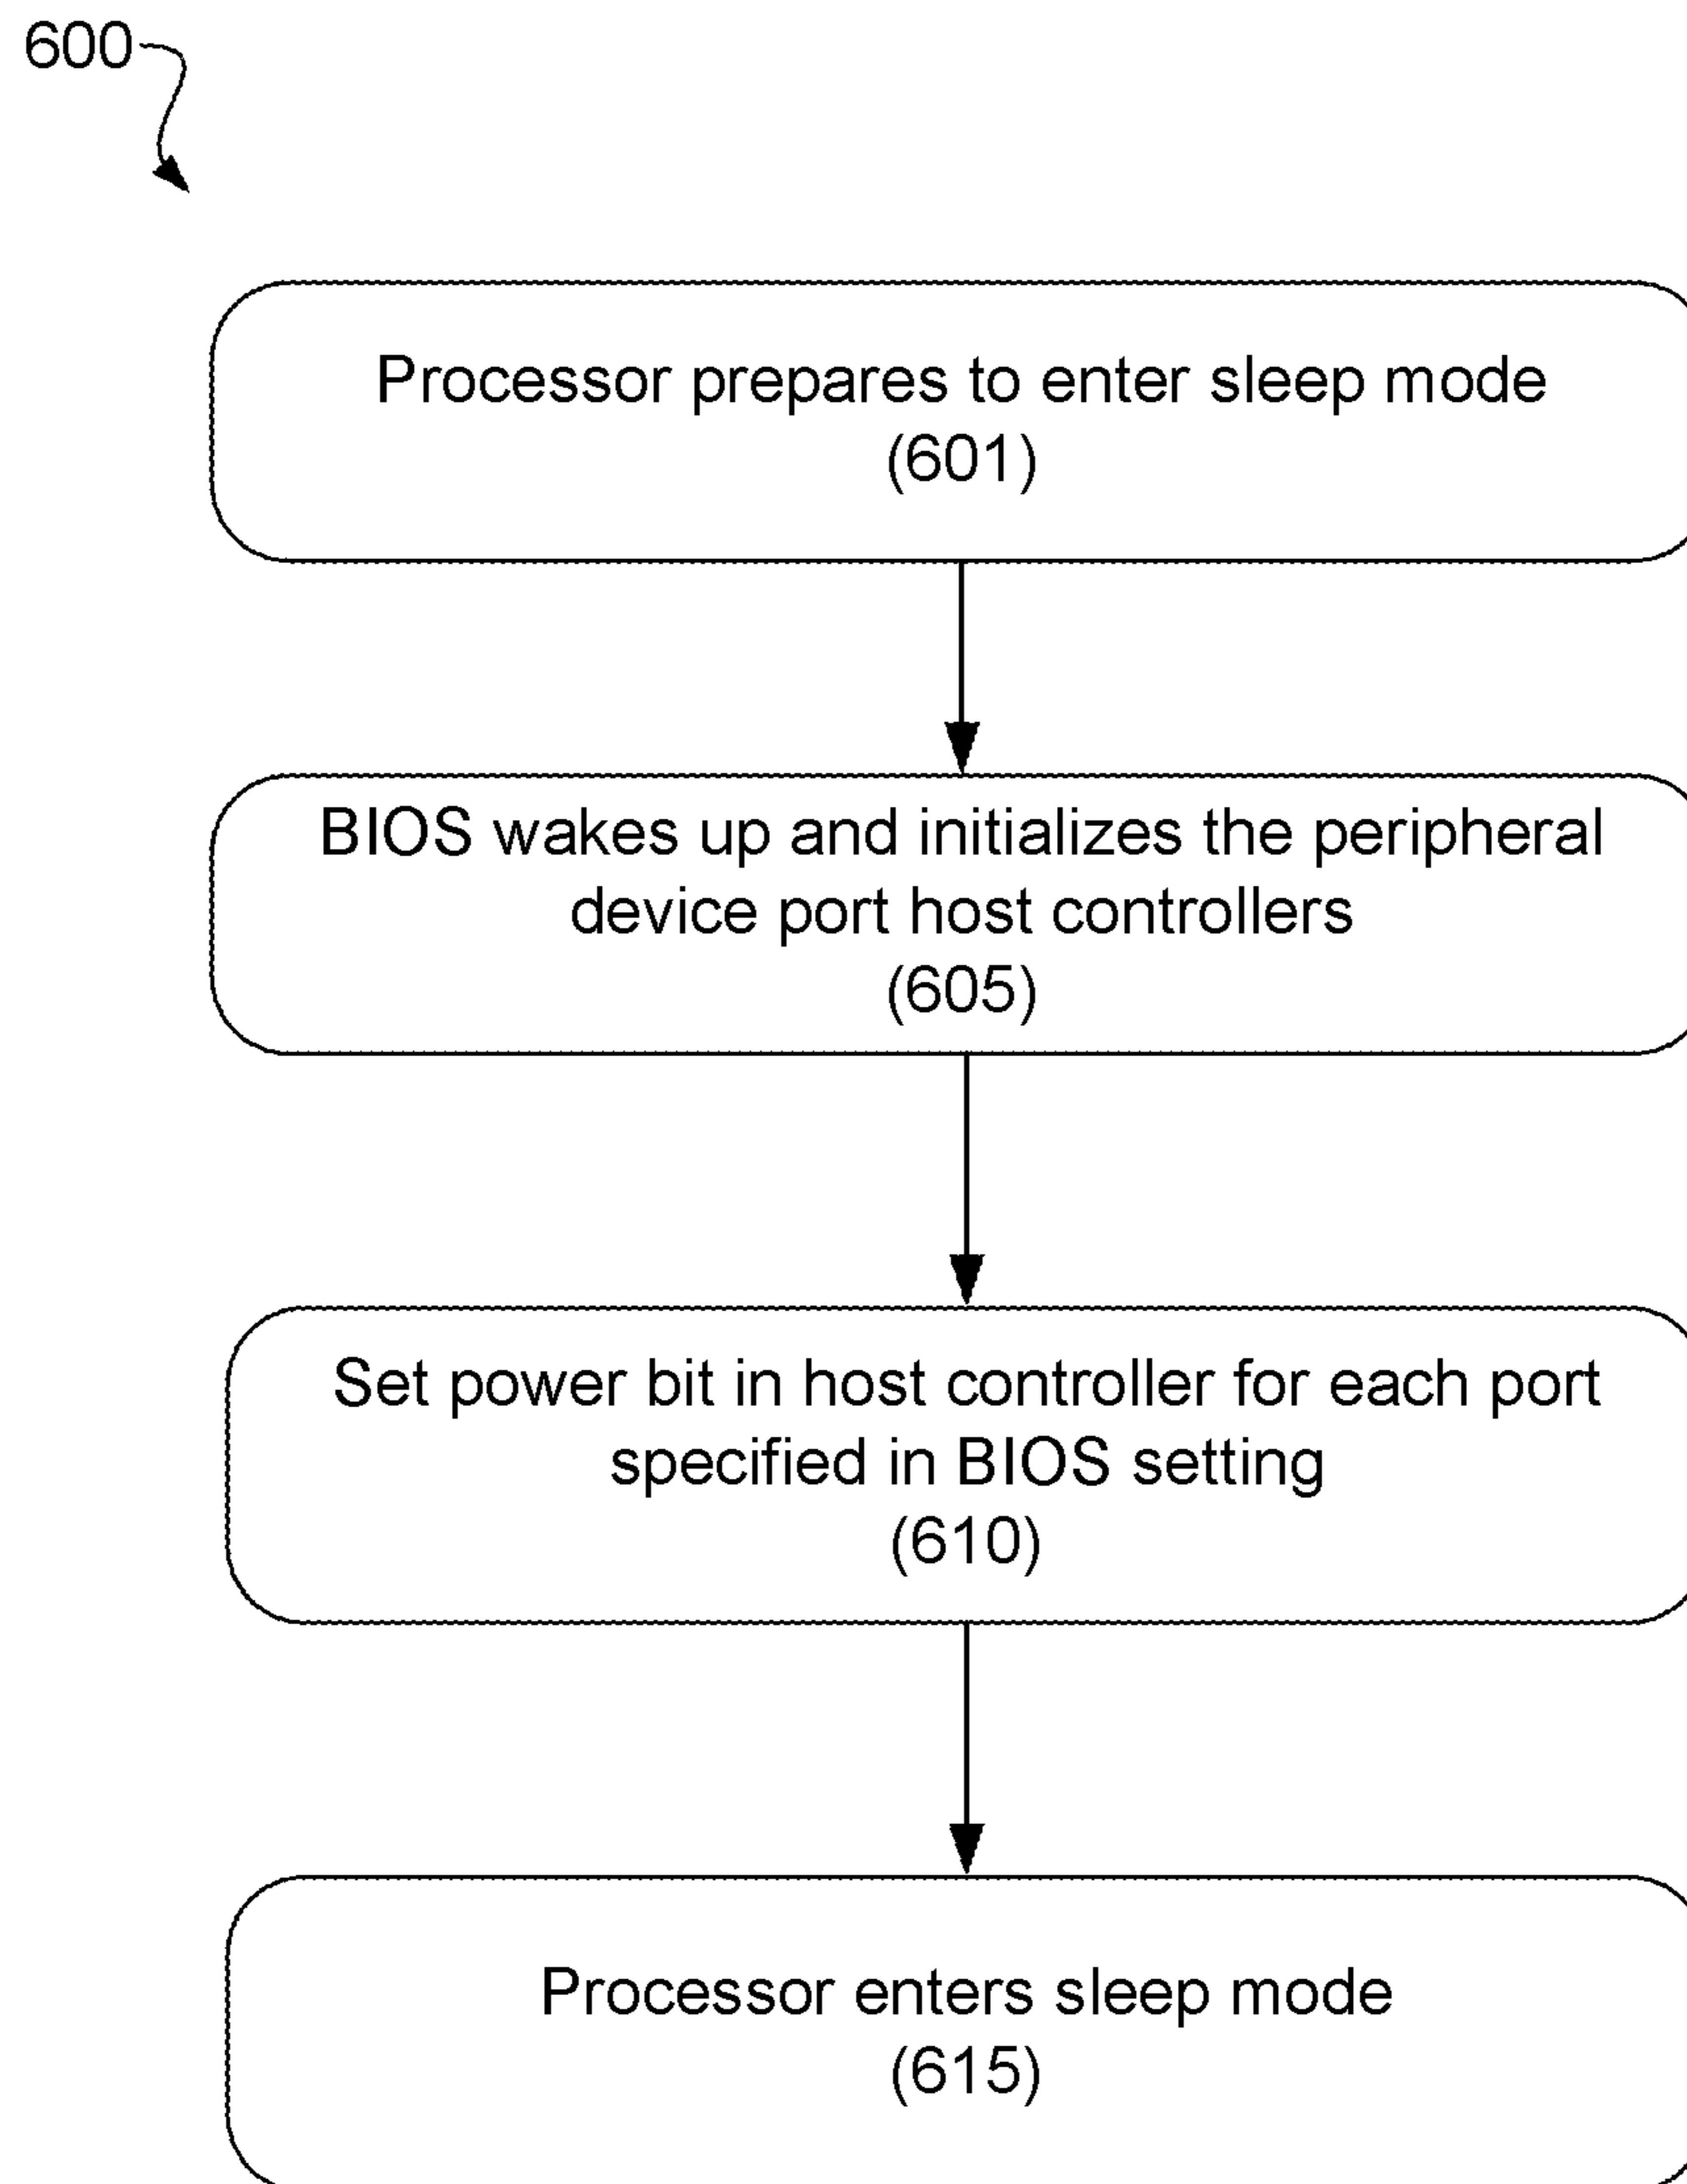 600
Processor prepares to enter sleep mode
(601)
BIOS wakes up and initializes the peripheral
device port host controllers
(605)
Set power bit in host controller for each port
specified in BIOS setting
(610)
Processor enters sleep mode
(615)